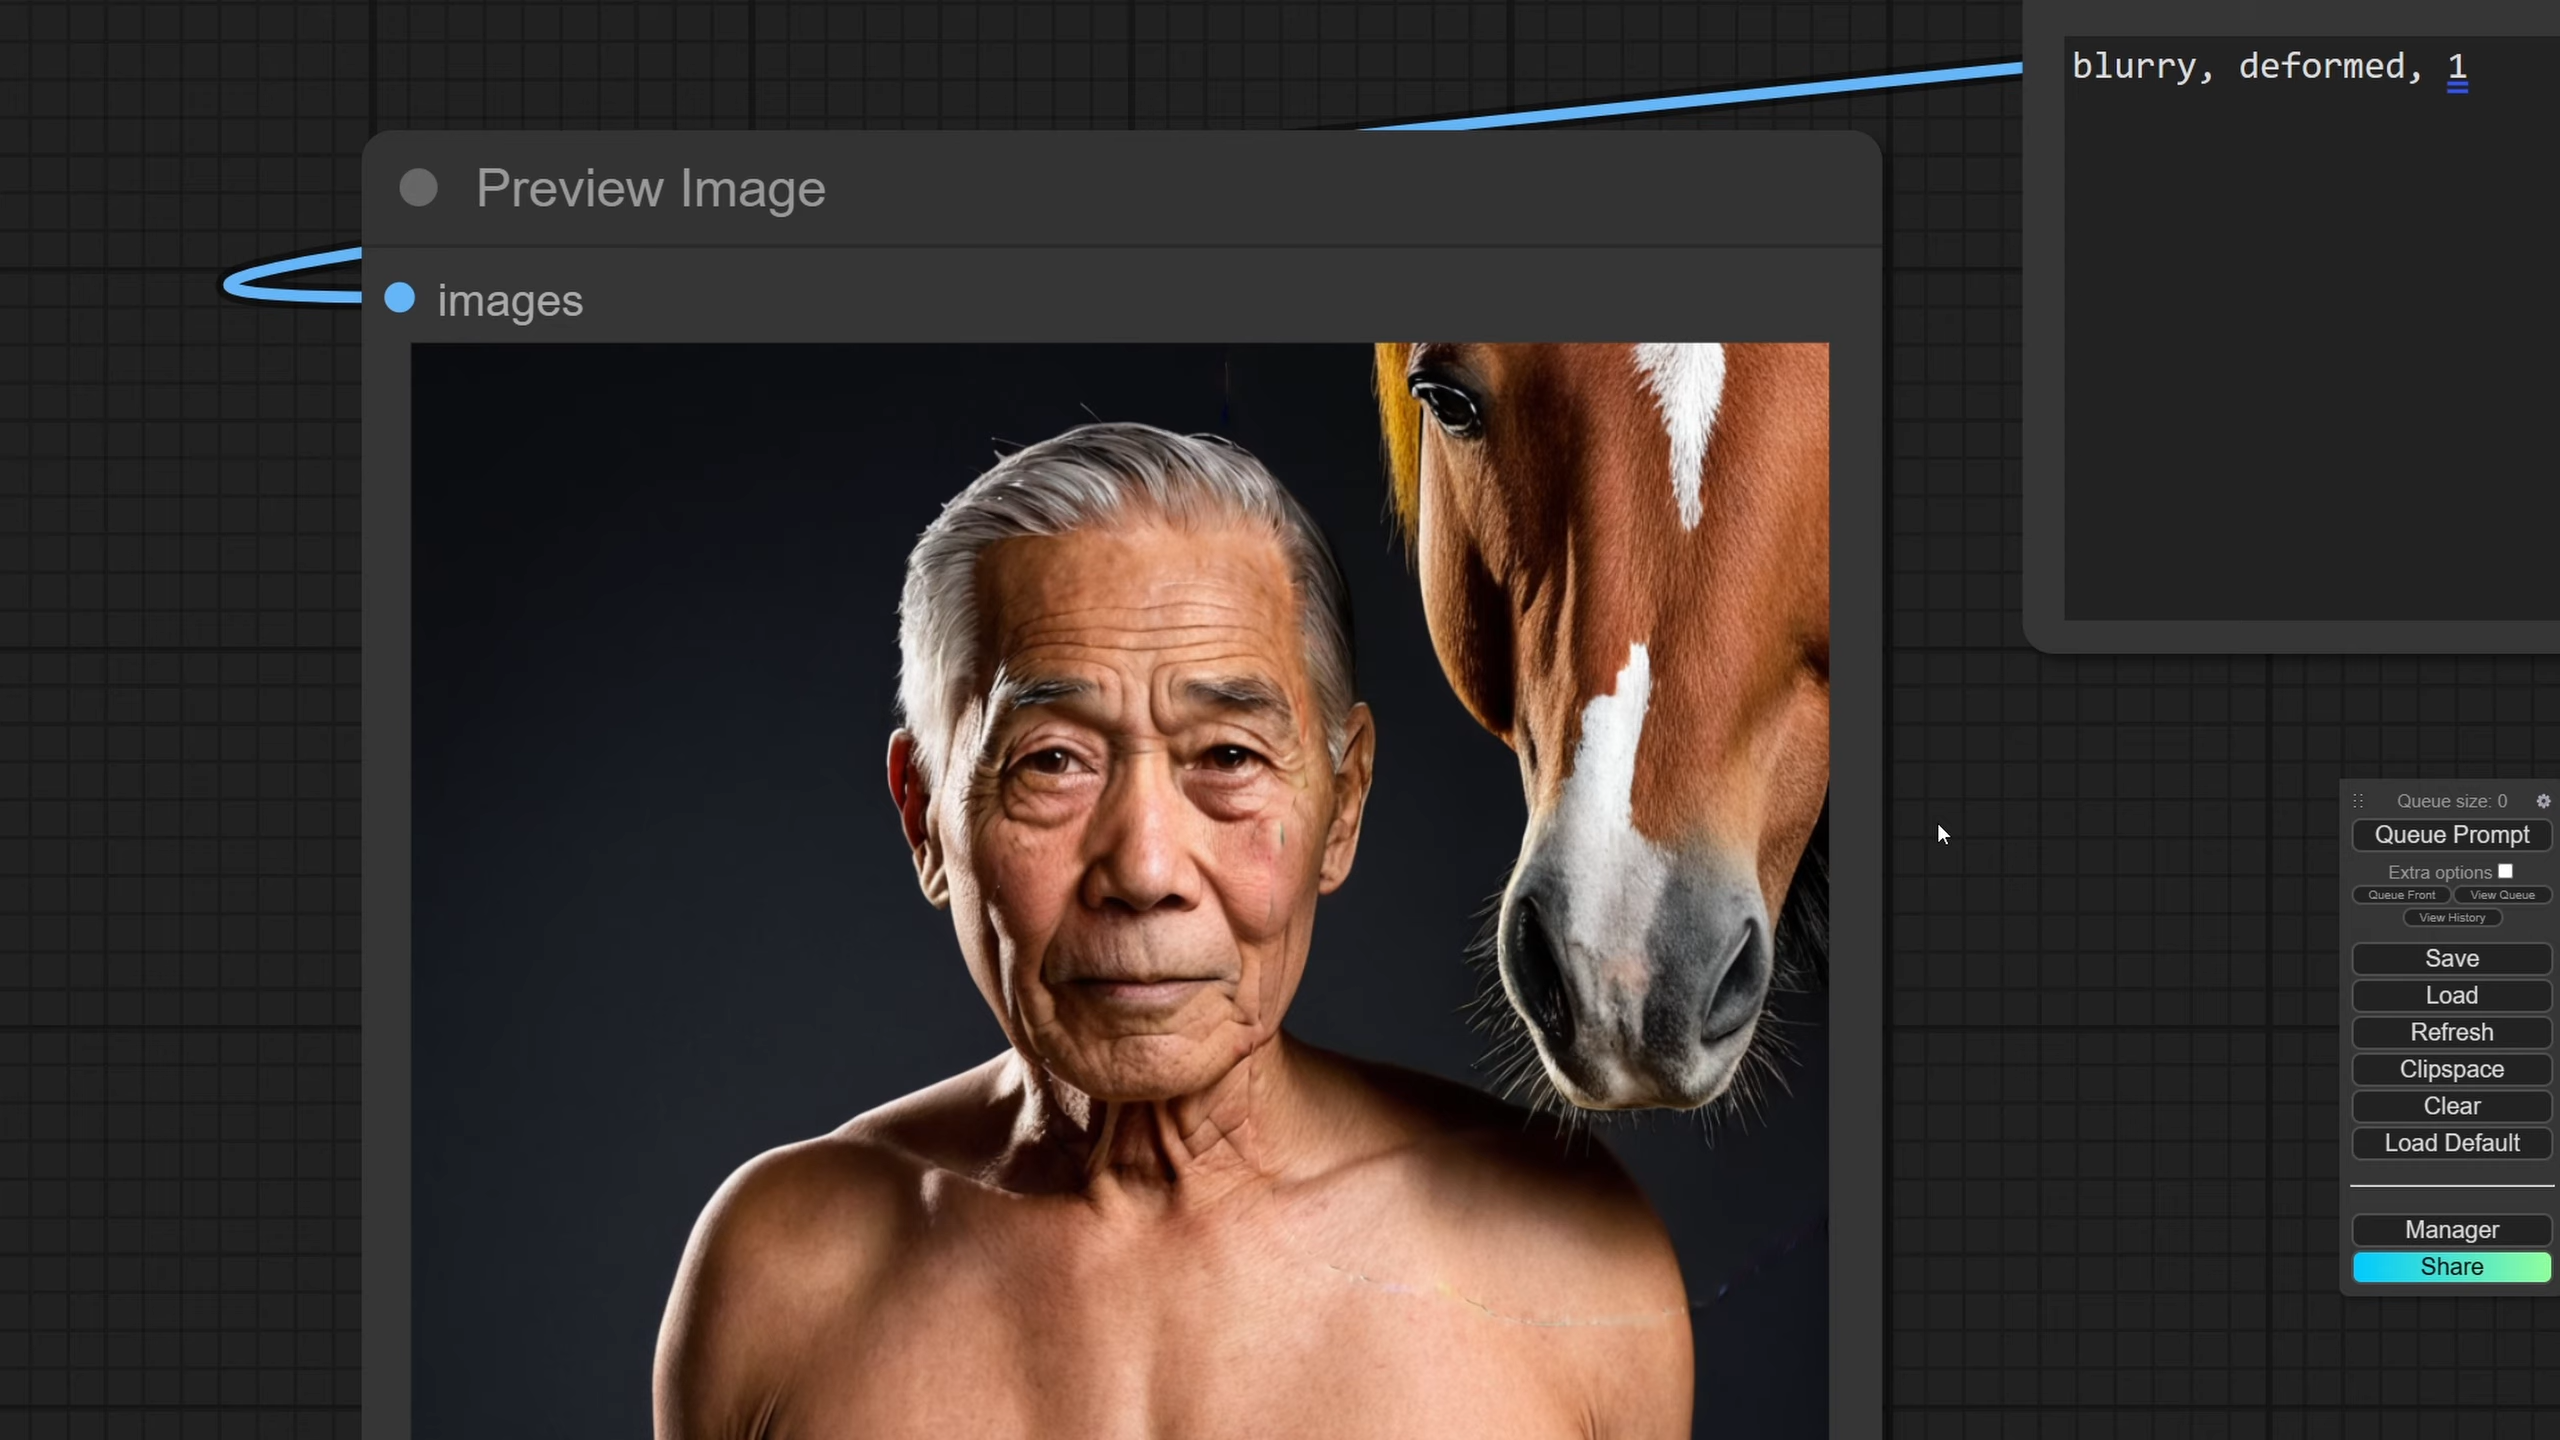 blurry, deformed, 1
Preview Image
images
Queue size: 0
Queue Prompt
Extra options
Queue Front
View Queue
View History
Save
Load
Refresh
Clipspace
Clear
Load Default
Manager
Share